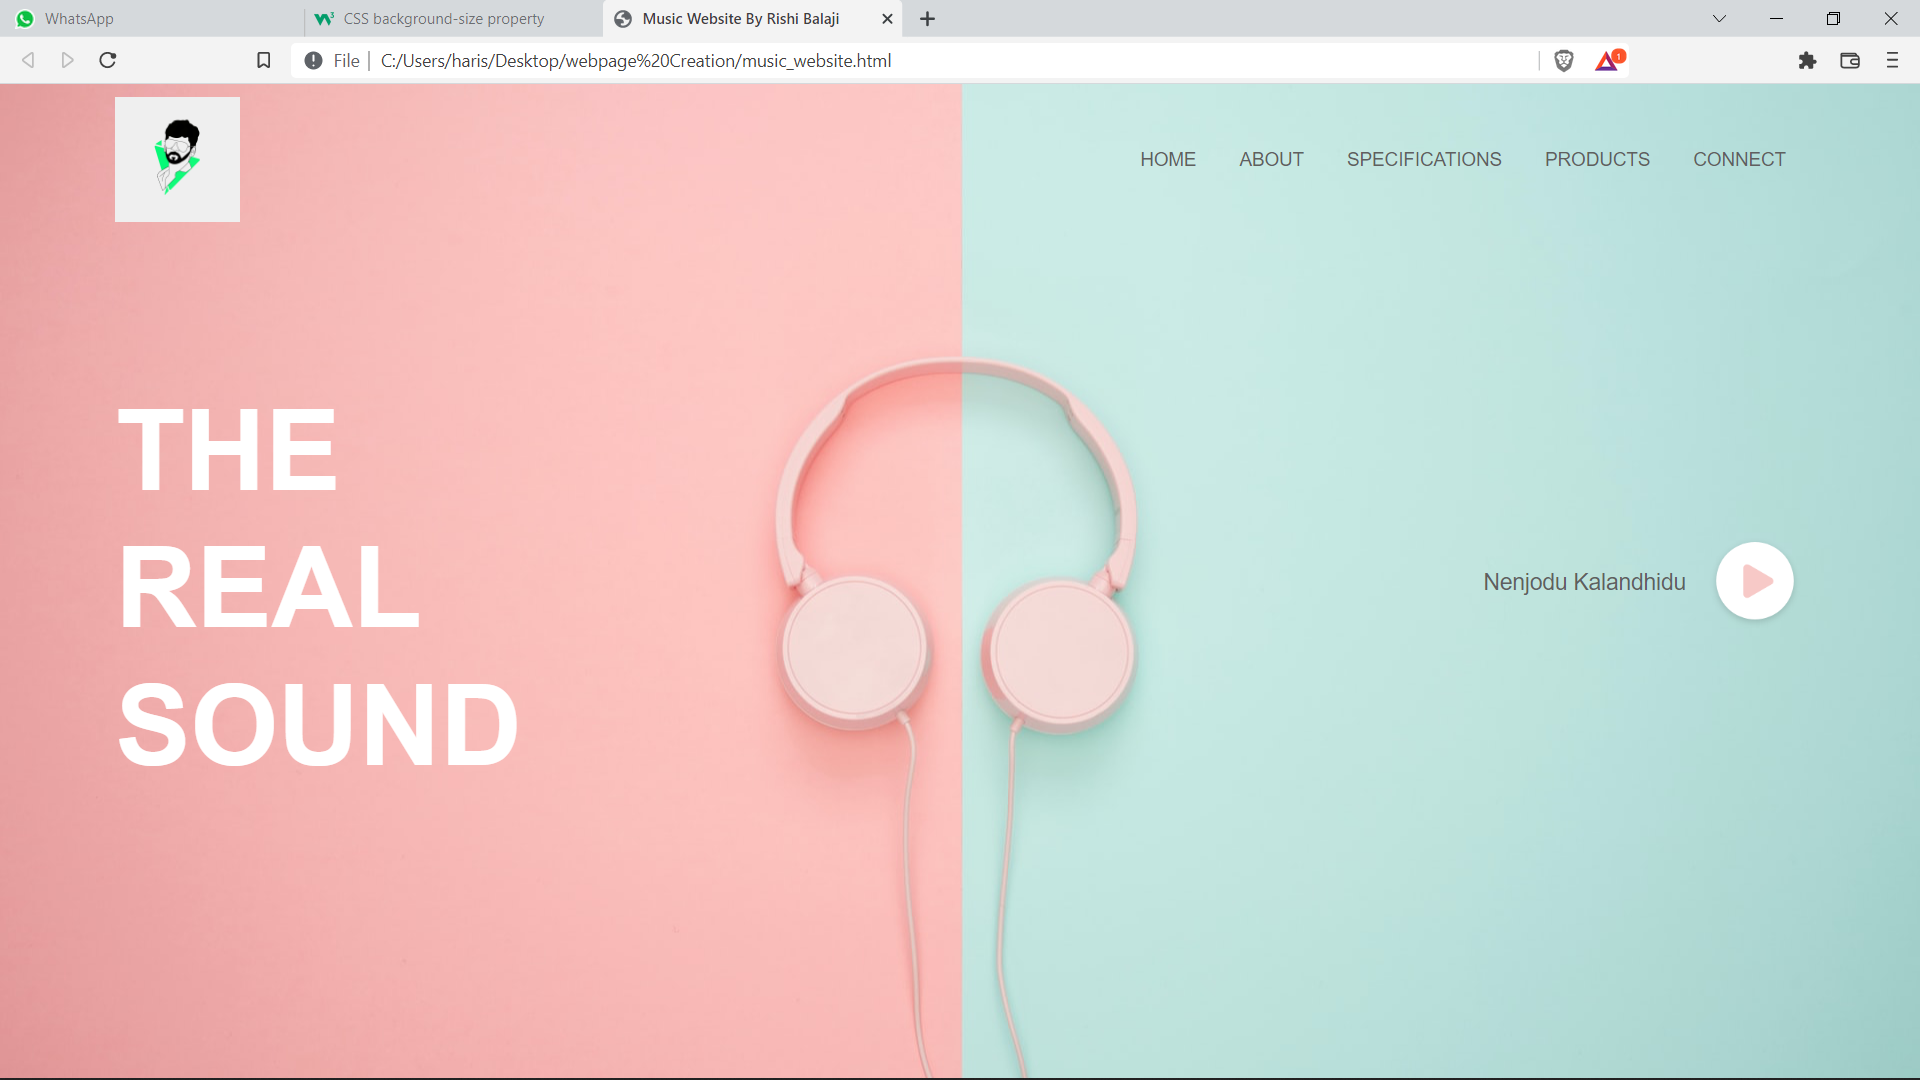 WhatsApp
CSS background-size property
Music Website By Rishi Balaji
File
C:/Users/haris/Desktop/webpage%20Creation/music_website.html
1
HOME ABOUT SPECIFICATIONS PRODUCTS CONNECT
THE
REAL
SOUND
Nenjodu Kalandhidu